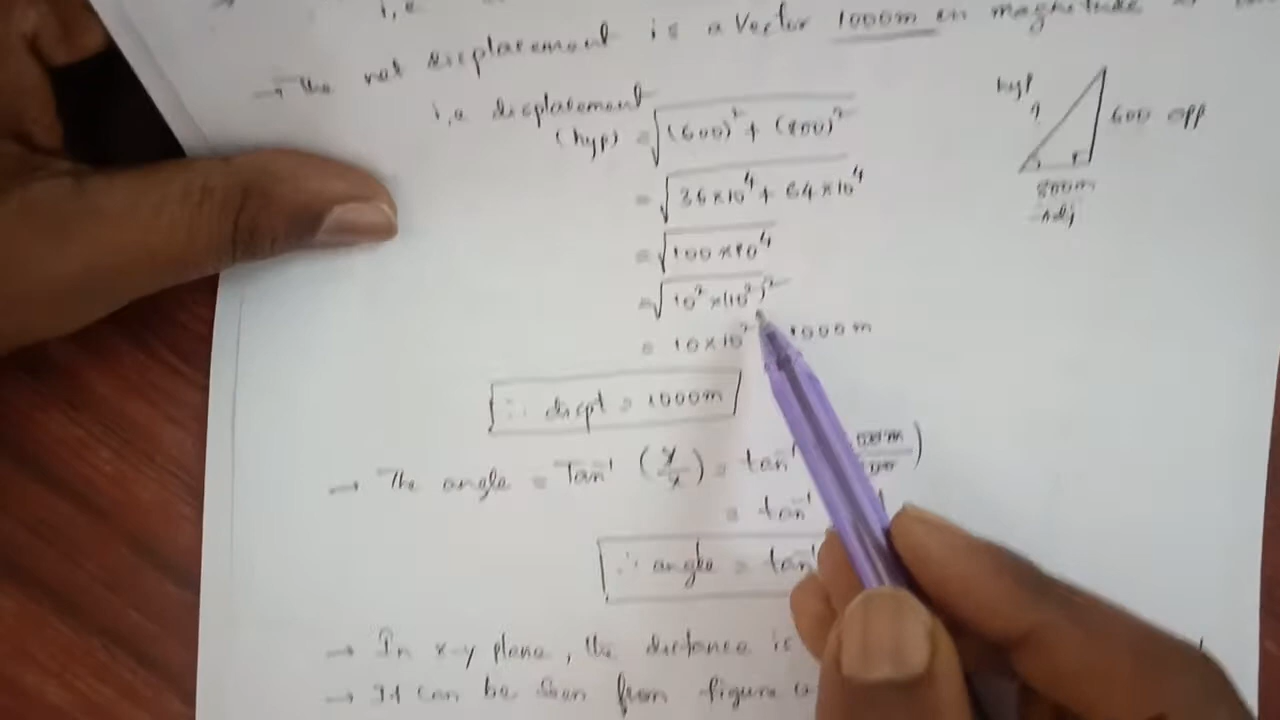 i,e
→ The net displacement is a vector 1000m in magnitude
i,e displacement
(hyp) = √(600)² + (800)²
= √36×10⁴ + 64×10⁴
= √100×10⁴
= √10² × (10²)²
= 10×10² 1000m
∴ dispt = 1000m
→ The angle = Tan⁻¹ (y/x) = tan⁻¹
= tan⁻¹
∴ angle = tan⁻¹
→ In x-y plane, the distance is
→ It can be seen from figure
hyp
?
600 opp
800m
adj